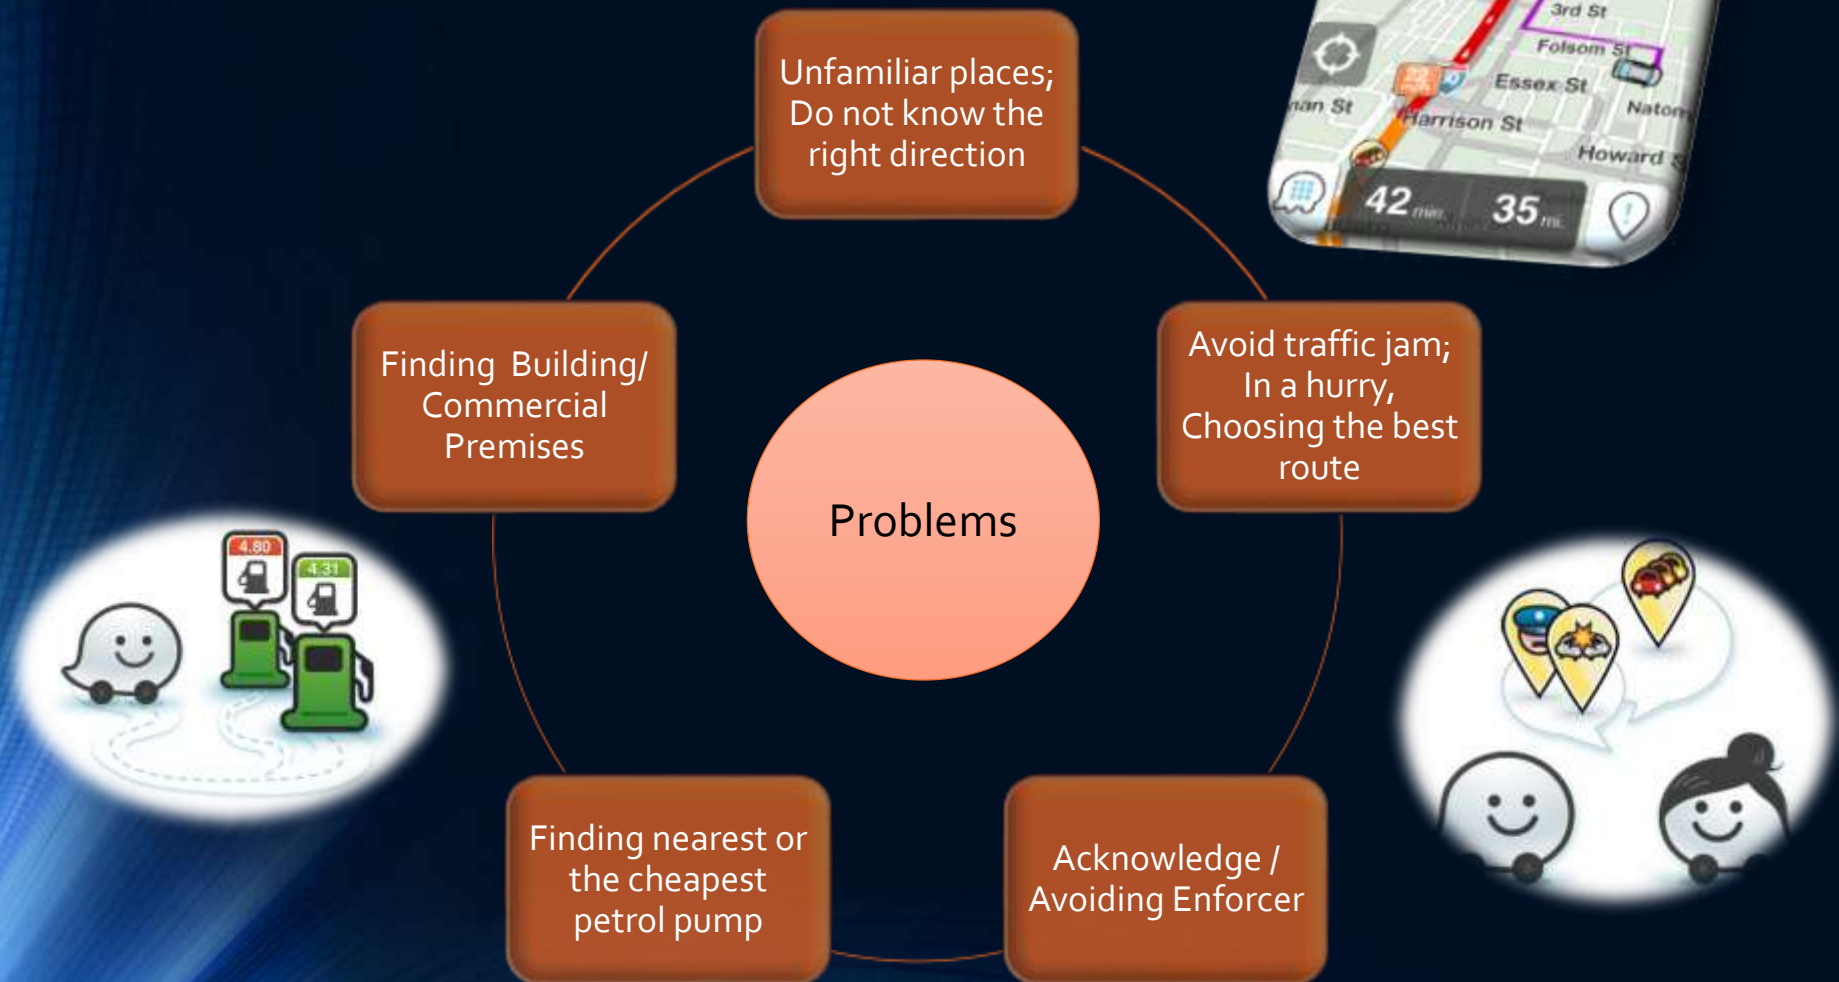 3rd St
Folsom St
Essex St
Harrison St
Howard
42 min.
35 mi.
Unfamiliar places;
Do not know the
right direction
Avoid traffic jam;
In a hurry,
Choosing the best
route
Finding  Building/
Commercial
Premises
Problems
4.80
4.31
Finding nearest or
the cheapest
petrol pump
Acknowledge /
Avoiding Enforcer